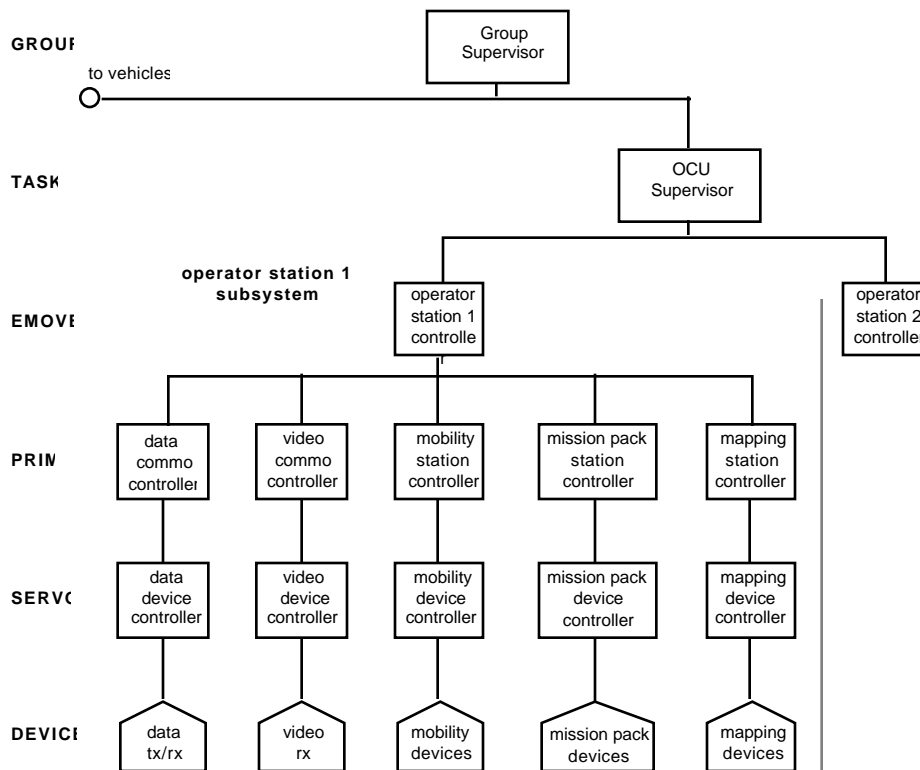 GROUP
Group
Supervisor
to vehicles
TASK
OCU
Supervisor
operator station 1
subsystem
EMOVE
operator
station 1
controller
operator
station 2
controller
PRIM
data
commo
controller
video
commo
controller
mobility
station
controller
mission pack
station
controller
mapping
station
controller
SERVO
data
device
controller
video
device
controller
mobility
device
controller
mission pack
device
controller
mapping
device
controller
DEVICE
data
tx/rx
video
rx
mobility
devices
mission pack
devices
mapping
devices